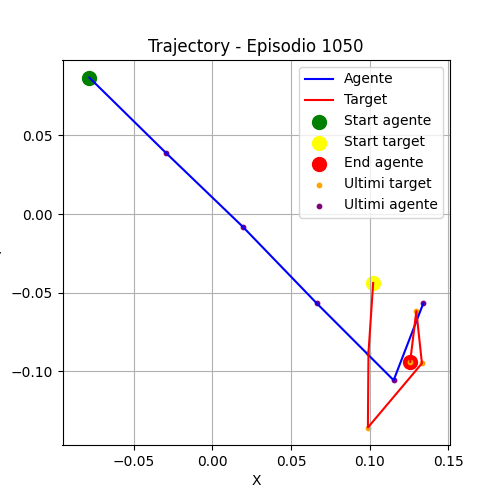 Trajectory - Episodio 1050
Agente
Target
Start agente
Start target
End agente
Ultimi target
Ultimi agente
0.05
0.00
−0.05
−0.10
−0.05
0.00
0.05
0.10
0.15
X